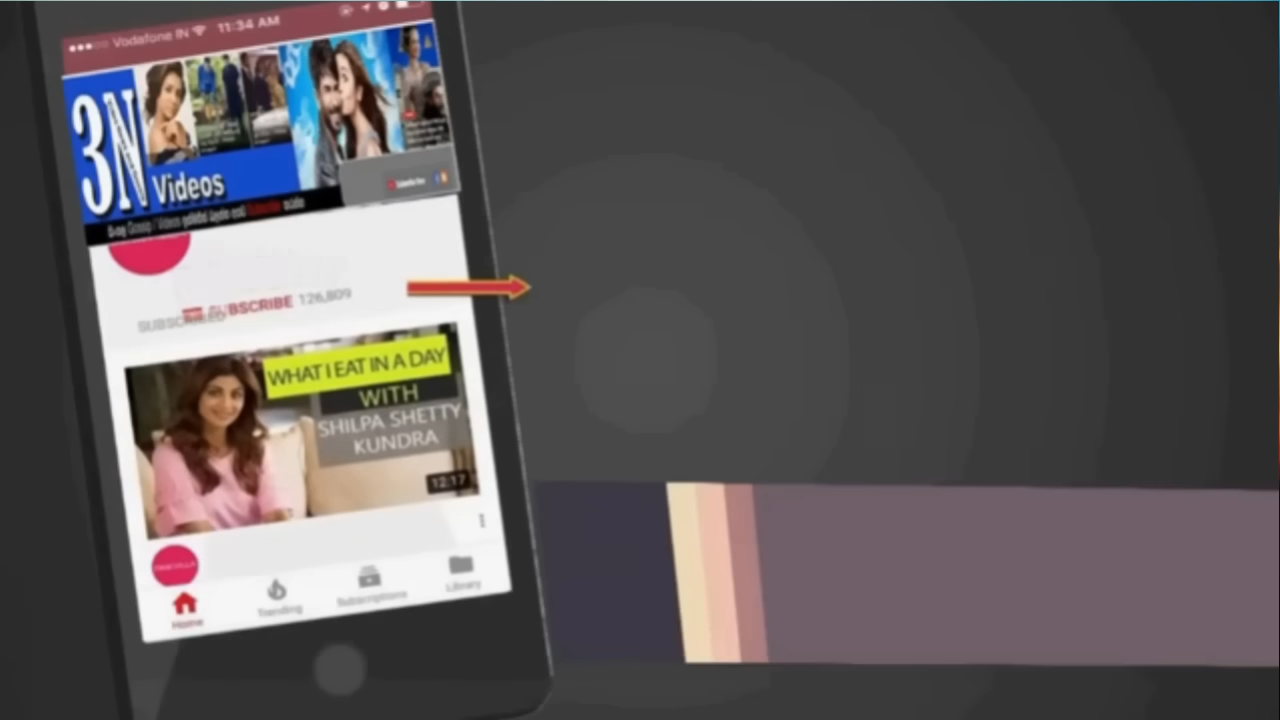 Vodafone IN 11:34 AM
3N Videos
SUBSCRIBE 126,809
SUBSCRIBED
WHAT I EAT IN A DAY
WITH
SHILPA SHETTY
KUNDRA
12:17
Home Trending Subscriptions Library